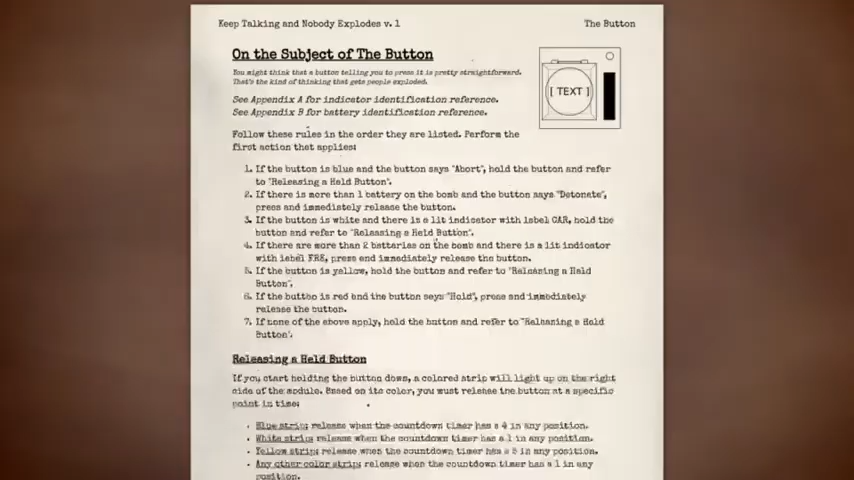 Keep Talking and Nobody Explodes v. 1
The Button
On the Subject of The Button
You might think that a button telling you to press it is pretty straightforward.
That's the kind of thinking that gets people exploded.
[ TEXT ]
See Appendix A for indicator identification reference.
See Appendix B for battery identification reference.
Follow these rules in the order they are listed. Perform the
first action that applies:
1. If the button is blue and the button says "Abort", hold the button and refer
to "Releasing a Held Button".
2. If there is more than 1 battery on the bomb and the button says "Detonate",
press and immediately release the button.
3. If the button is white and there is a lit indicator with label CAR, hold the
button and refer to "Releasing a Held Button".
4. If there are more than 2 batteries on the bomb and there is a lit indicator
with label FRK, press and immediately release the button.
5. If the button is yellow, hold the button and refer to "Releasing a Held
Button".
6. If the button is red and the button says "Hold", press and immediately
release the button.
7. If none of the above apply, hold the button and refer to "Releasing a Held
Button".
Releasing a Held Button
If you start holding the button down, a colored strip will light up on the right
side of the module. Based on its color, you must release the button at a specific
point in time:
• Blue strip: release when the countdown timer has a 4 in any position.
• White strip: release when the countdown timer has a 1 in any position.
• Yellow strip: release when the countdown timer has a 5 in any position.
• Any other color strip: release when the countdown timer has a 1 in any
position.